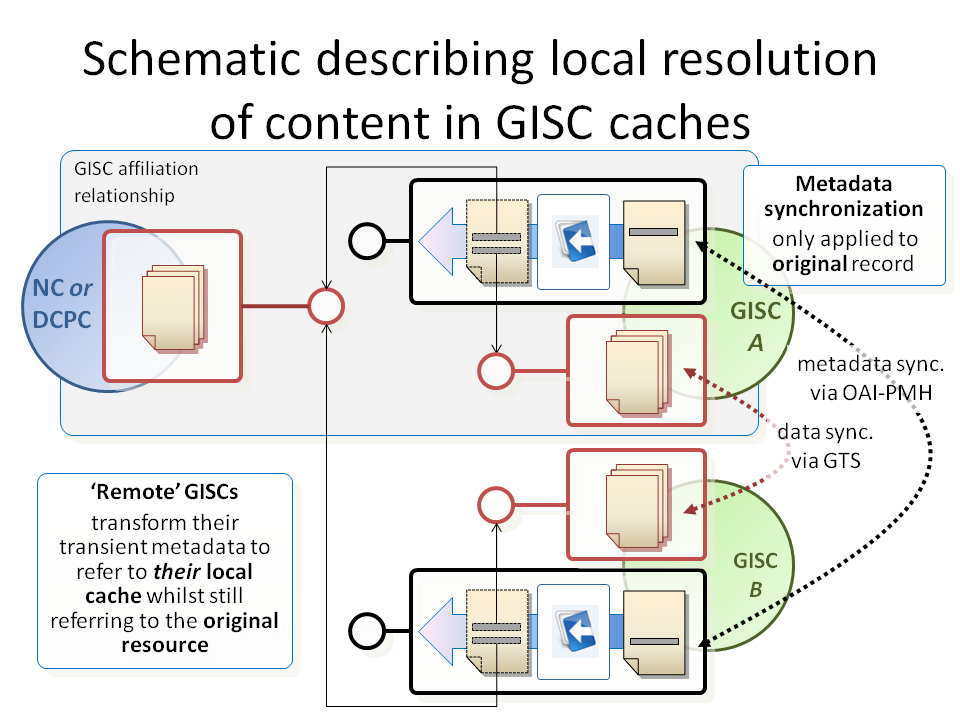 Schematic describing local resolution
of content in GISC caches
GISC affiliation
relationship
Metadata
synchronization
only applied to
original record
NC or
DCPC
GISC
A
metadata sync.
via OAI-PMH
data sync.
via GTS
‘Remote’ GISCs
transform their
transient metadata to
refer to their local
cache whilst still
referring to the original
resource
GISC
B